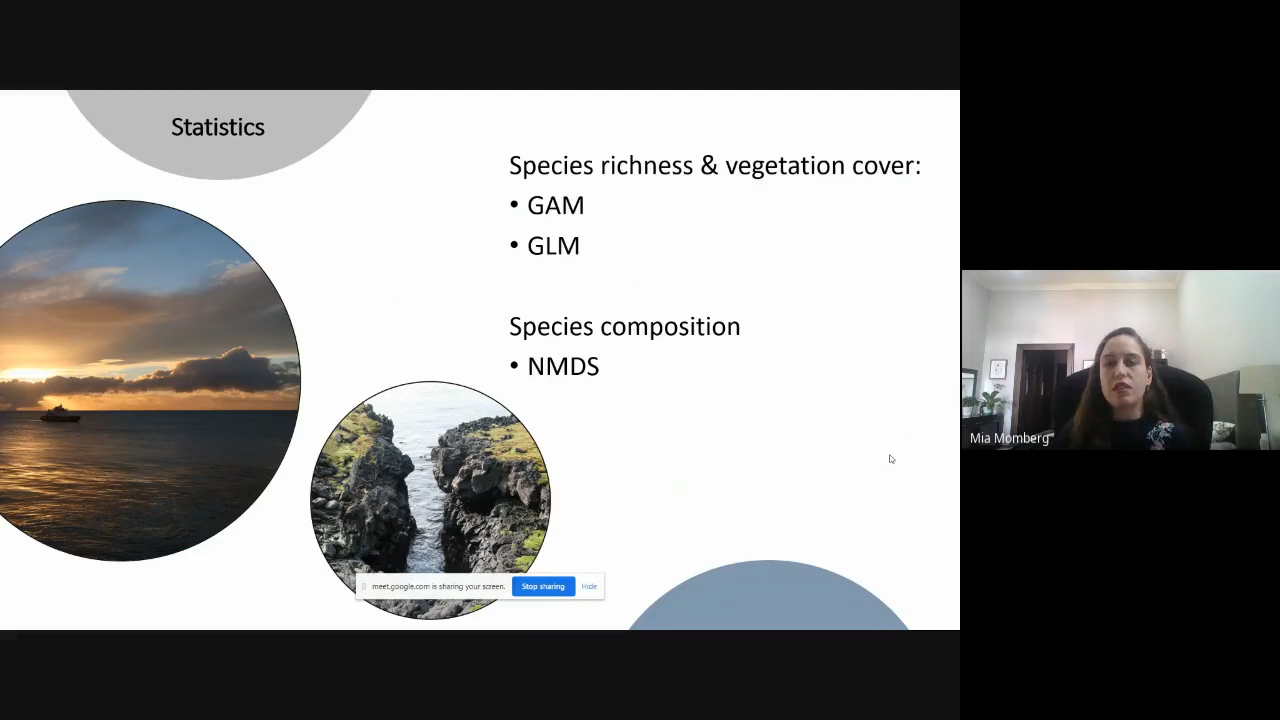 Statistics
Species richness & vegetation cover:
• GAM
• GLM
Species composition
• NMDS
meet.google.com is sharing your screen. Stop sharing Hide
Mia Momberg